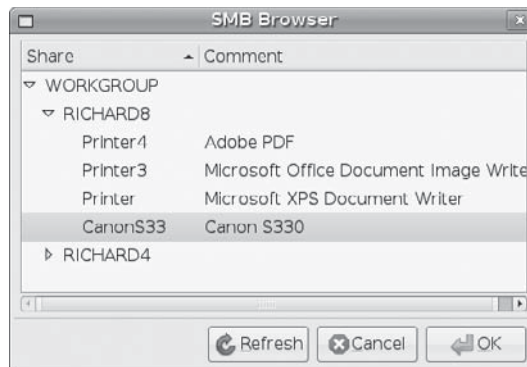 SMB Browser
Share Comment
WORKGROUP
RICHARD8
Printer4 Adobe PDF
Printer3 Microsoft Office Document Image Write
Printer Microsoft XPS Document Writer
CanonS33 Canon S330
RICHARD4
Refresh Cancel OK